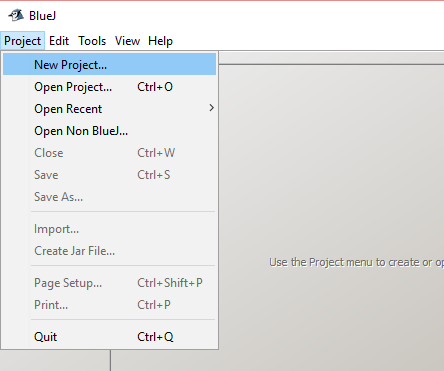 BlueJ
Project Edit Tools View Help
New Project...
Open Project... Ctrl+O
Open Recent
Open Non BlueJ...
Close Ctrl+W
Save Ctrl+S
Save As...
Import...
Create Jar File...
Use the Project menu to create or op
Page Setup... Ctrl+Shift+P
Print... Ctrl+P
Quit Ctrl+Q